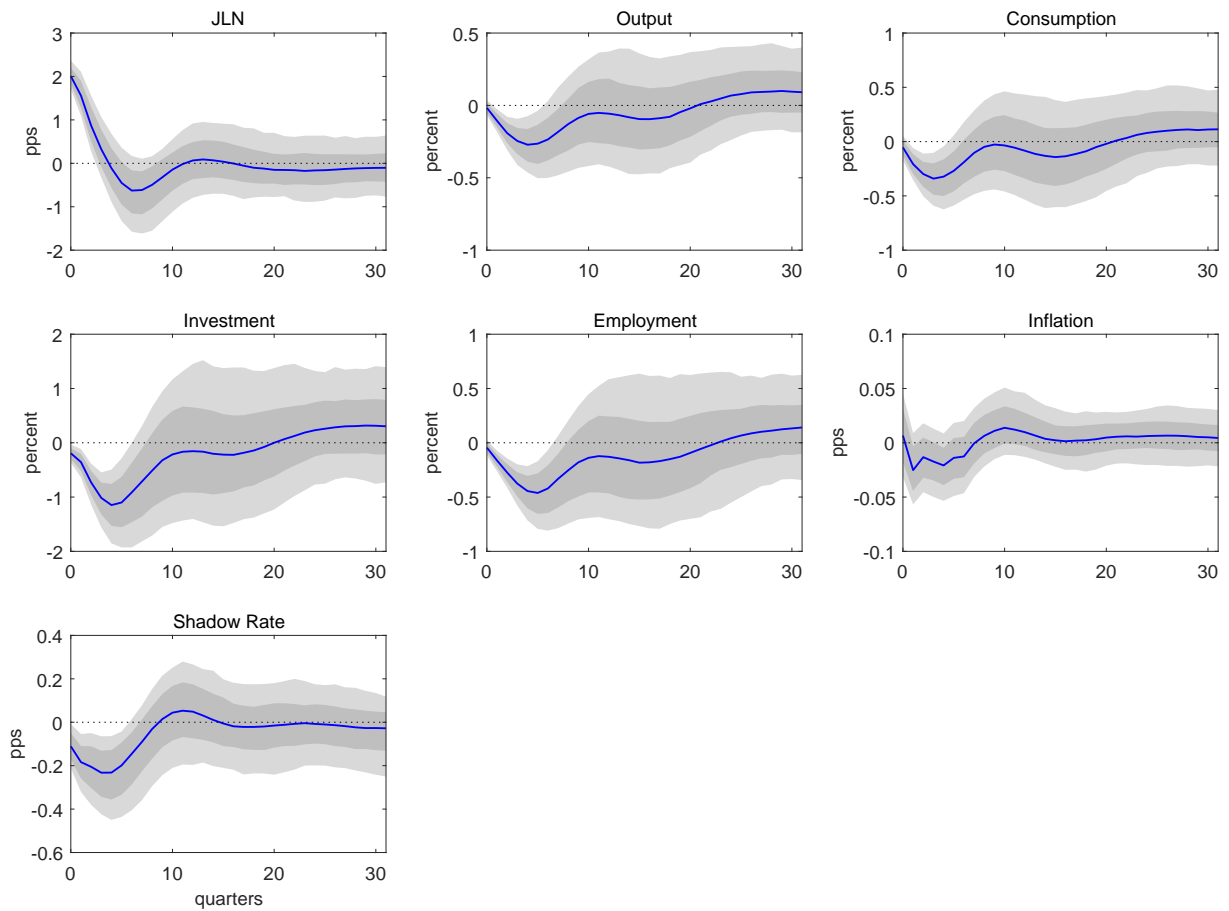 JLN
Output
Consumption
3
2
1
0
-1
-2
pps
0 10 20 30
0.5
0
-0.5
-1
percent
0 10 20 30
1
0.5
0
-0.5
-1
percent
0 10 20 30
Investment
Employment
Inflation
2
1
0
-1
-2
percent
0 10 20 30
1
0.5
0
-0.5
-1
percent
0 10 20 30
0.1
0.05
0
-0.05
-0.1
pps
0 10 20 30
Shadow Rate
0.4
0.2
0
-0.2
-0.4
-0.6
pps
0 10 20 30
quarters